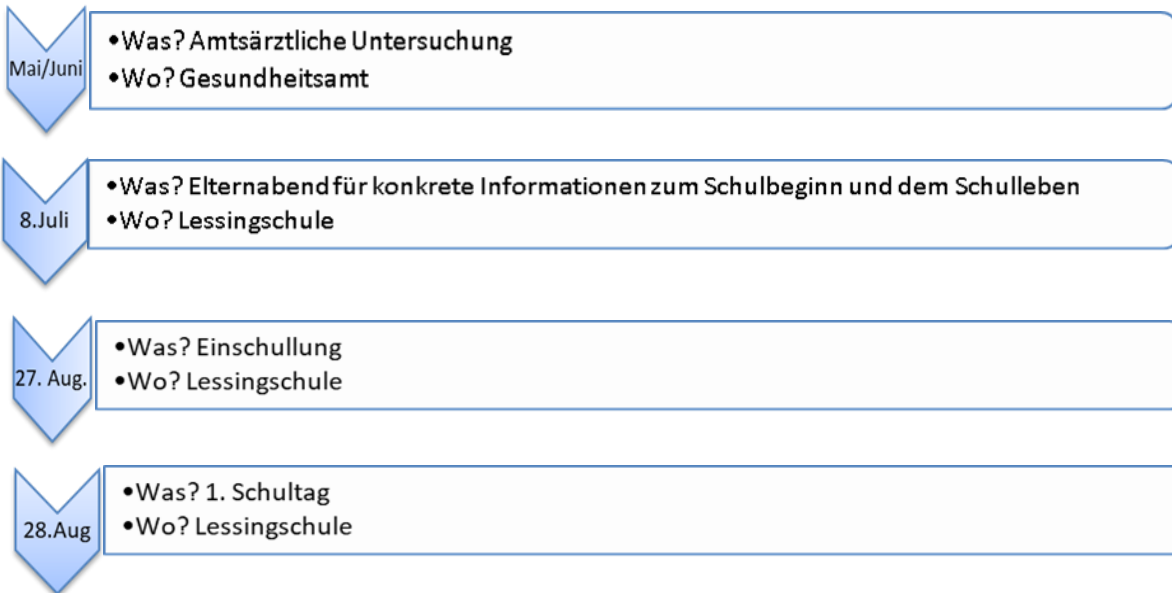 Mai/Juni
•Was? Amtsärztliche Untersuchung
•Wo? Gesundheitsamt
8.Juli
•Was? Elternabend für konkrete Informationen zum Schulbeginn und dem Schulleben
•Wo? Lessingschule
27. Aug.
•Was? Einschullung
•Wo? Lessingschule
28.Aug
•Was? 1. Schultag
•Wo? Lessingschule